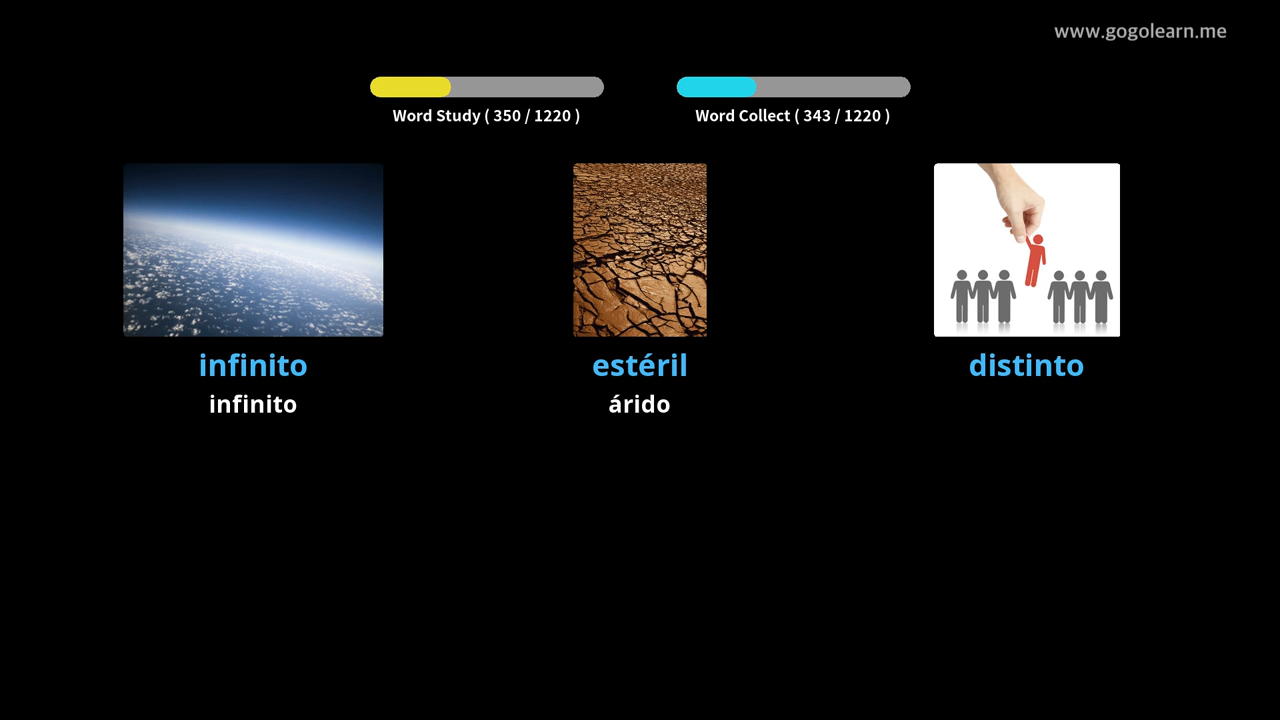 www.gogolearn.me
Word Study ( 350 / 1220 )
Word Collect ( 343 / 1220 )
infinito
infinito
estéril
árido
distinto